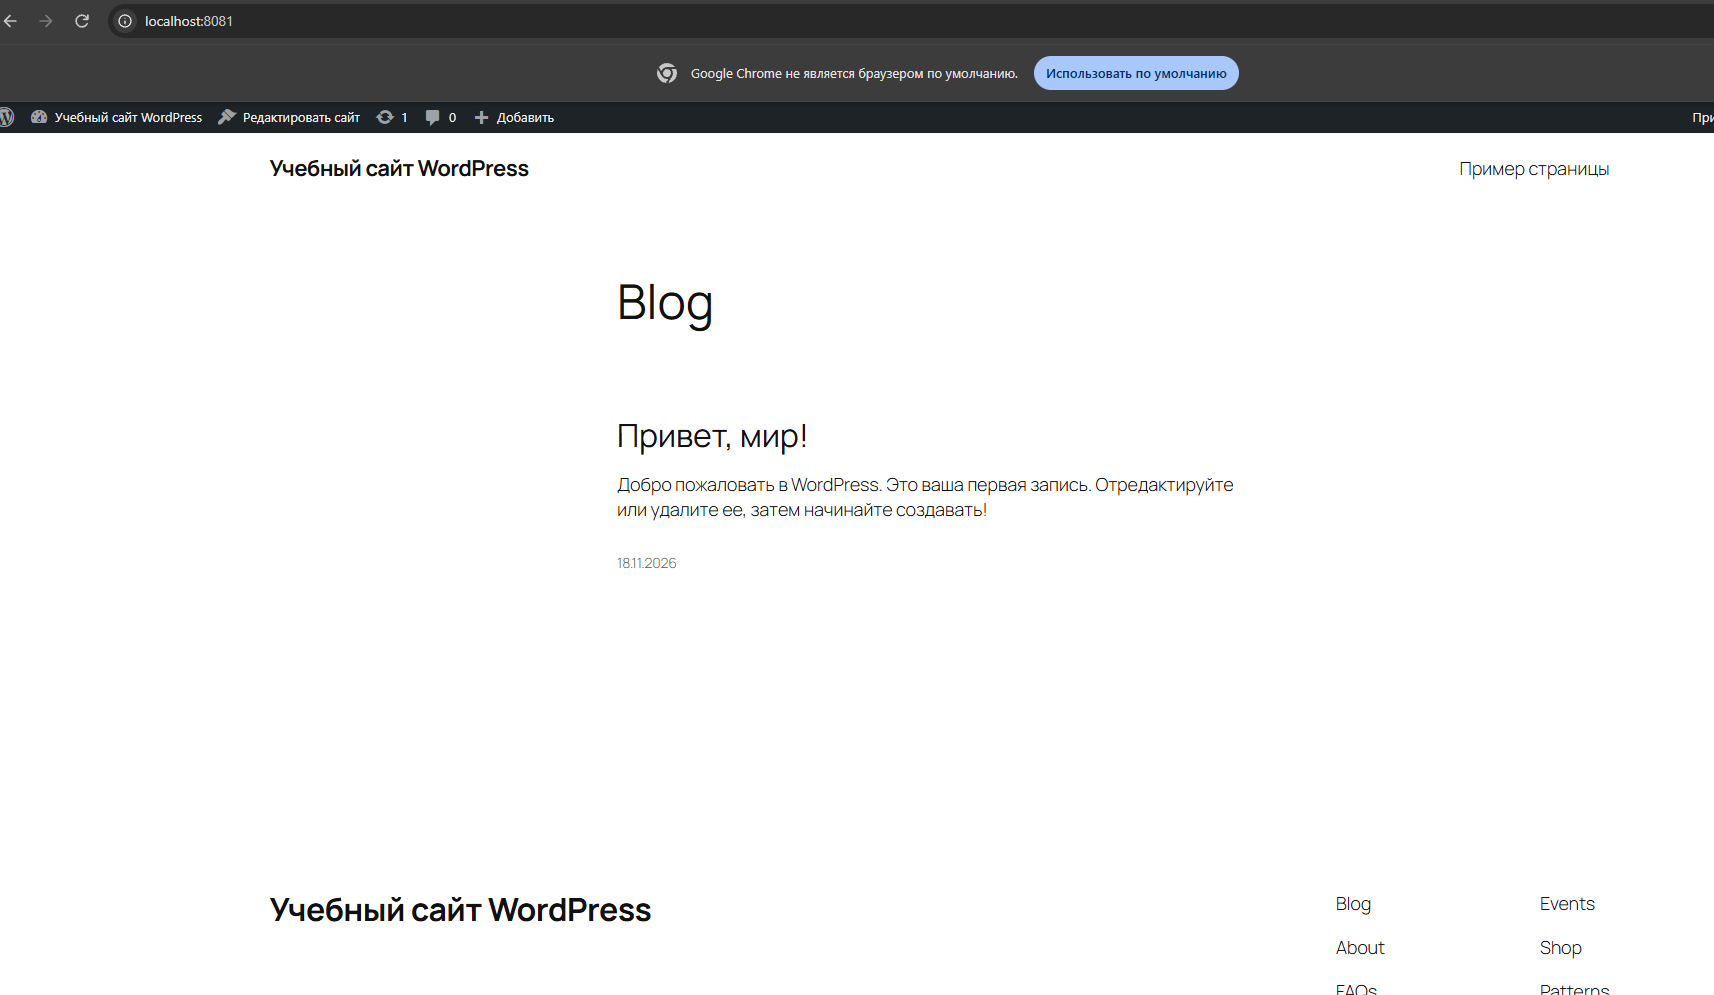 localhost:8081
Google Chrome не является браузером по умолчанию. Использовать по умолчанию
Учебный сайт WordPress Редактировать сайт 1 0 Добавить
Учебный сайт WordPress Пример страницы
Blog
Привет, мир!
Добро пожаловать в WordPress. Это ваша первая запись. Отредактируйте
или удалите ее, затем начинайте создавать!
18.11.2026
Учебный сайт WordPress
Blog Events
About Shop
FAQs Patterns